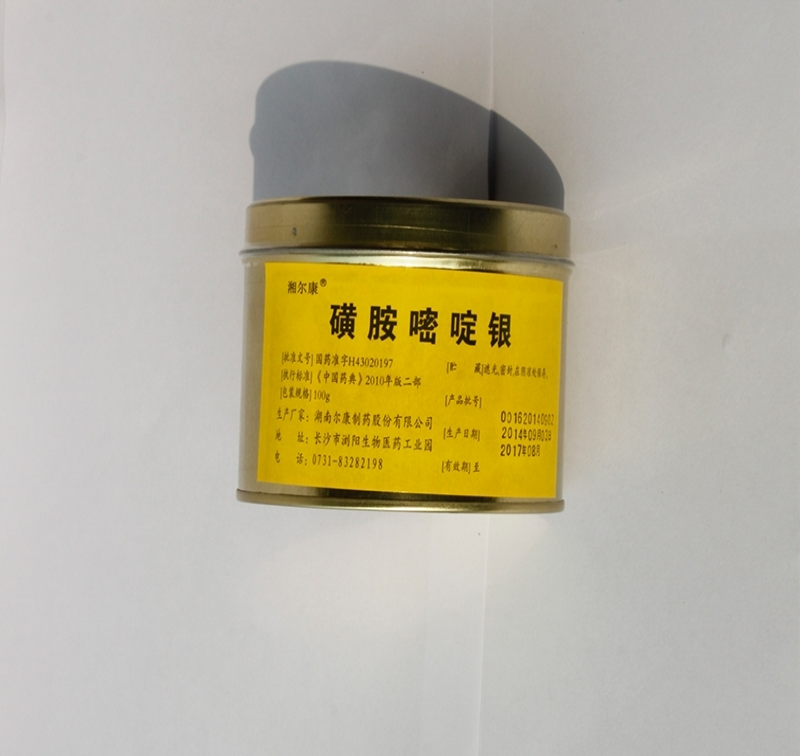 湘尔康®
磺胺嘧啶银
[批准文号] 国药准字H43020197
[执行标准]《中国药典》2010年版二部
[包装规格] 100g
生产厂家：湖南尔康制药股份有限公司
地 址：长沙市浏阳生物医药工业园
电 话：0731-83282198
[贮 藏]遮光,密封,在阴凉处保存。
[产品批号] 001620140902
[生产日期] 2014年09月03日
[有效期] 至 2017年08月